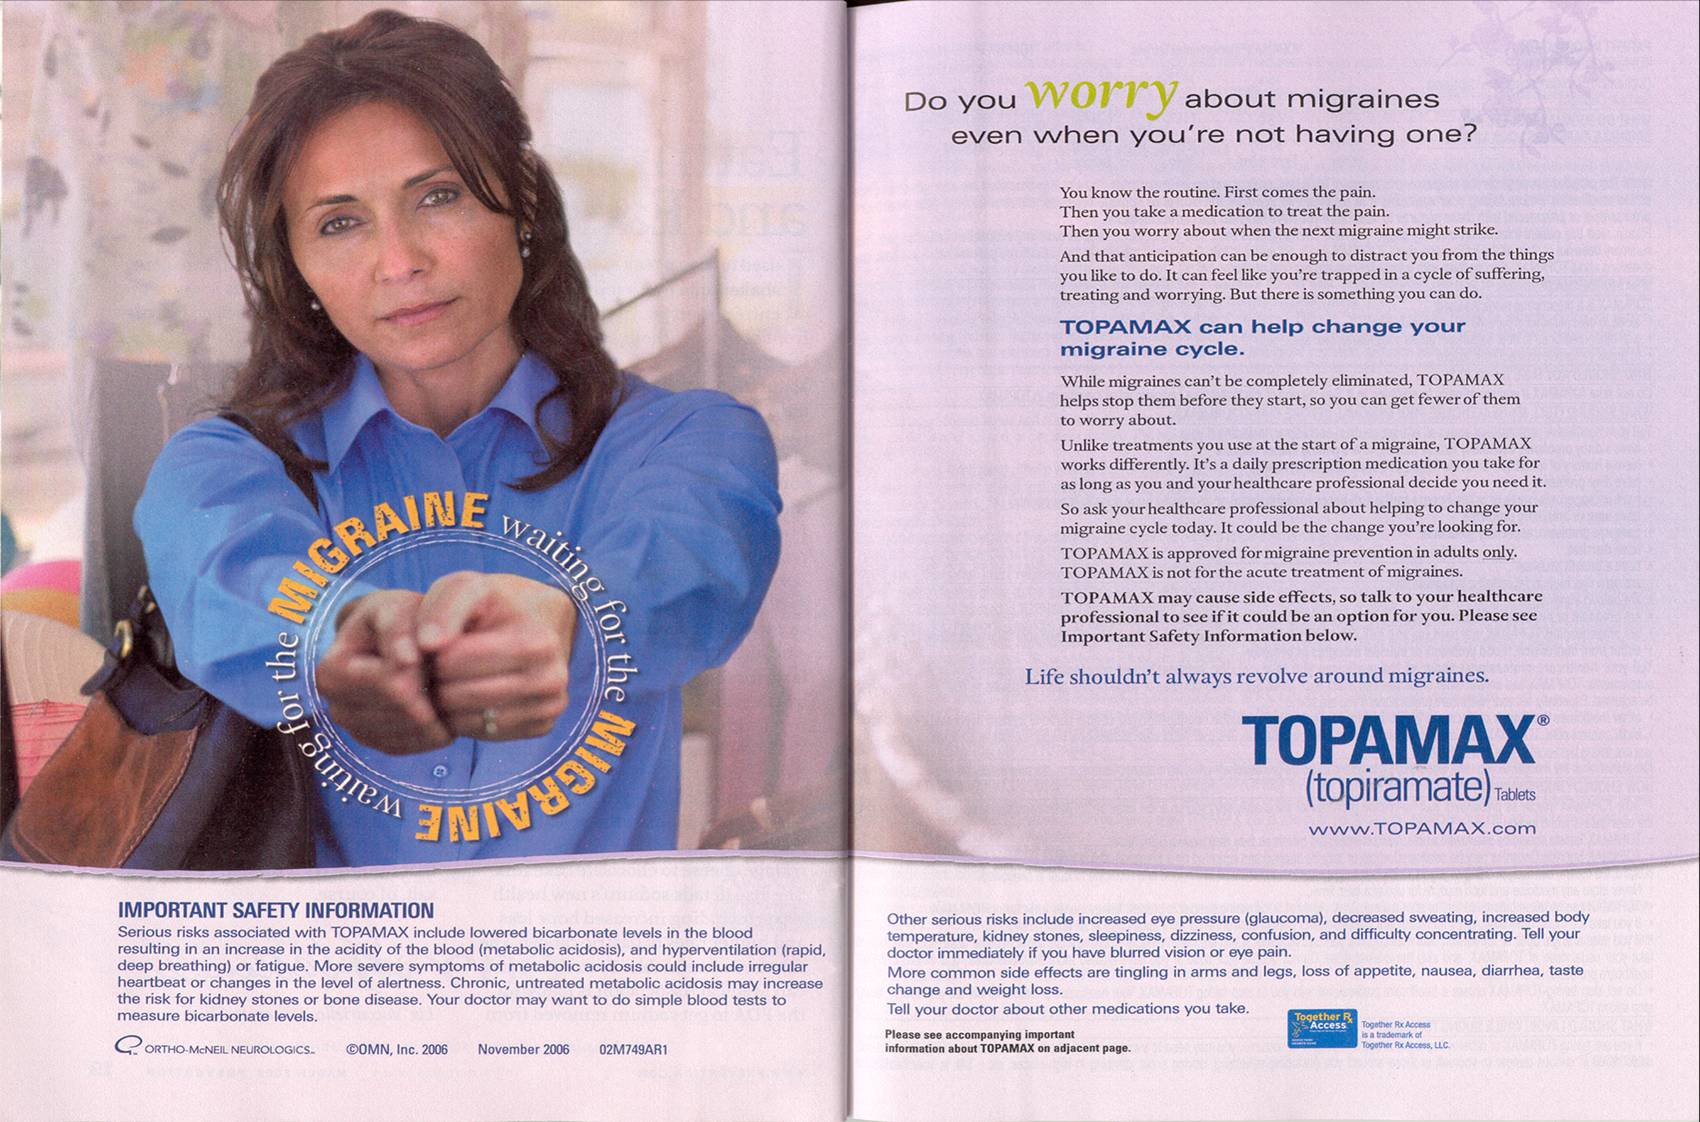 waiting for the MIGRAINE
waiting for the MIGRAINE
IMPORTANT SAFETY INFORMATION
Serious risks associated with TOPAMAX include lowered bicarbonate levels in the blood
resulting in an increase in the acidity of the blood (metabolic acidosis), and hyperventilation (rapid,
deep breathing) or fatigue. More severe symptoms of metabolic acidosis could include irregular
heartbeat or changes in the level of alertness. Chronic, untreated metabolic acidosis may increase
the risk for kidney stones or bone disease. Your doctor may want to do simple blood tests to
measure bicarbonate levels.
ORTHO-McNEIL NEUROLOGICS™ ©OMN, Inc. 2006 November 2006 02M749AR1
Do you worry about migraines
even when you're not having one?
You know the routine. First comes the pain.
Then you take a medication to treat the pain.
Then you worry about when the next migraine might strike.
And that anticipation can be enough to distract you from the things
you like to do. It can feel like you're trapped in a cycle of suffering,
treating and worrying. But there is something you can do.
TOPAMAX can help change your
migraine cycle.
While migraines can't be completely eliminated, TOPAMAX
helps stop them before they start, so you can get fewer of them
to worry about.
Unlike treatments you use at the start of a migraine, TOPAMAX
works differently. It's a daily prescription medication you take for
as long as you and your healthcare professional decide you need it.
So ask your healthcare professional about helping to change your
migraine cycle today. It could be the change you're looking for.
TOPAMAX is approved for migraine prevention in adults only.
TOPAMAX is not for the acute treatment of migraines.
TOPAMAX may cause side effects, so talk to your healthcare
professional to see if it could be an option for you. Please see
Important Safety Information below.
Life shouldn't always revolve around migraines.
TOPAMAX®
(topiramate) Tablets
www.TOPAMAX.com
Other serious risks include increased eye pressure (glaucoma), decreased sweating, increased body
temperature, kidney stones, sleepiness, dizziness, confusion, and difficulty concentrating. Tell your
doctor immediately if you have blurred vision or eye pain.
More common side effects are tingling in arms and legs, loss of appetite, nausea, diarrhea, taste
change and weight loss.
Tell your doctor about other medications you take.
Please see accompanying important
information about TOPAMAX on adjacent page.
Together Rx
Access
Together Rx Access
is a trademark of
Together Rx Access, LLC.